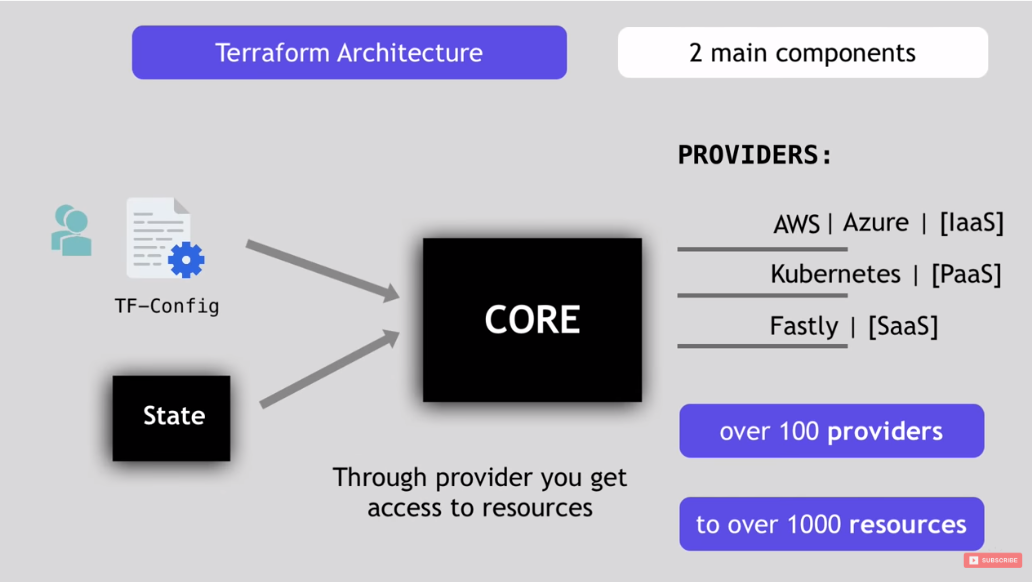 Terraform Architecture
2 main components
PROVIDERS:
AWS | Azure | [IaaS]
Kubernetes | [PaaS]
Fastly | [SaaS]
TF-Config
CORE
State
over 100 providers
Through provider you get
access to resources
to over 1000 resources
SUBSCRIBE